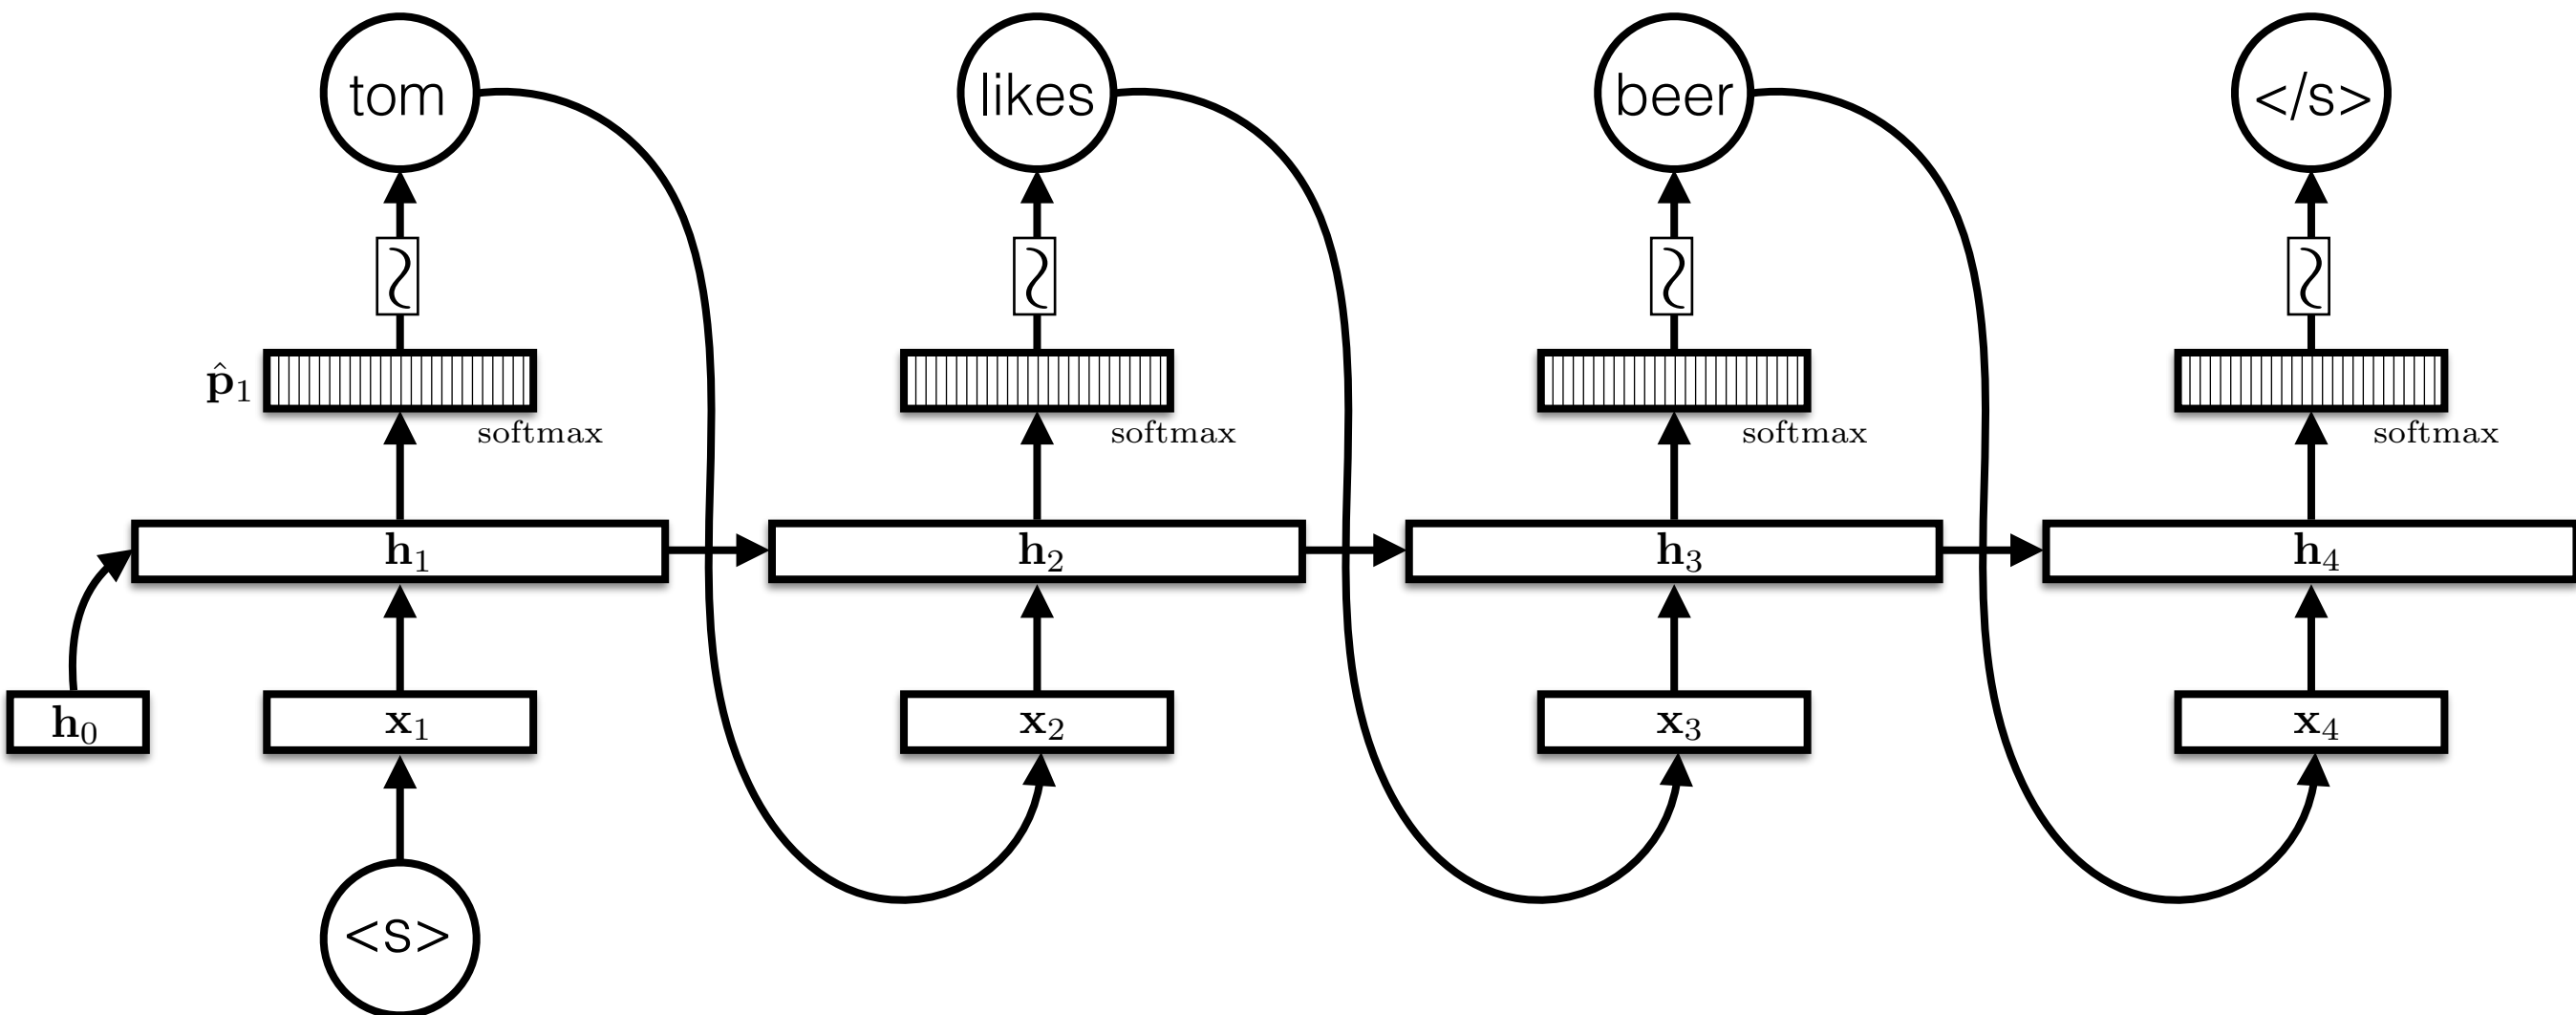 tom likes beer </s>
∼ ∼ ∼ ∼
p̂₁
softmax softmax softmax softmax
h₁ h₂ h₃ h₄
h₀ x₁ x₂ x₃ x₄
<s>